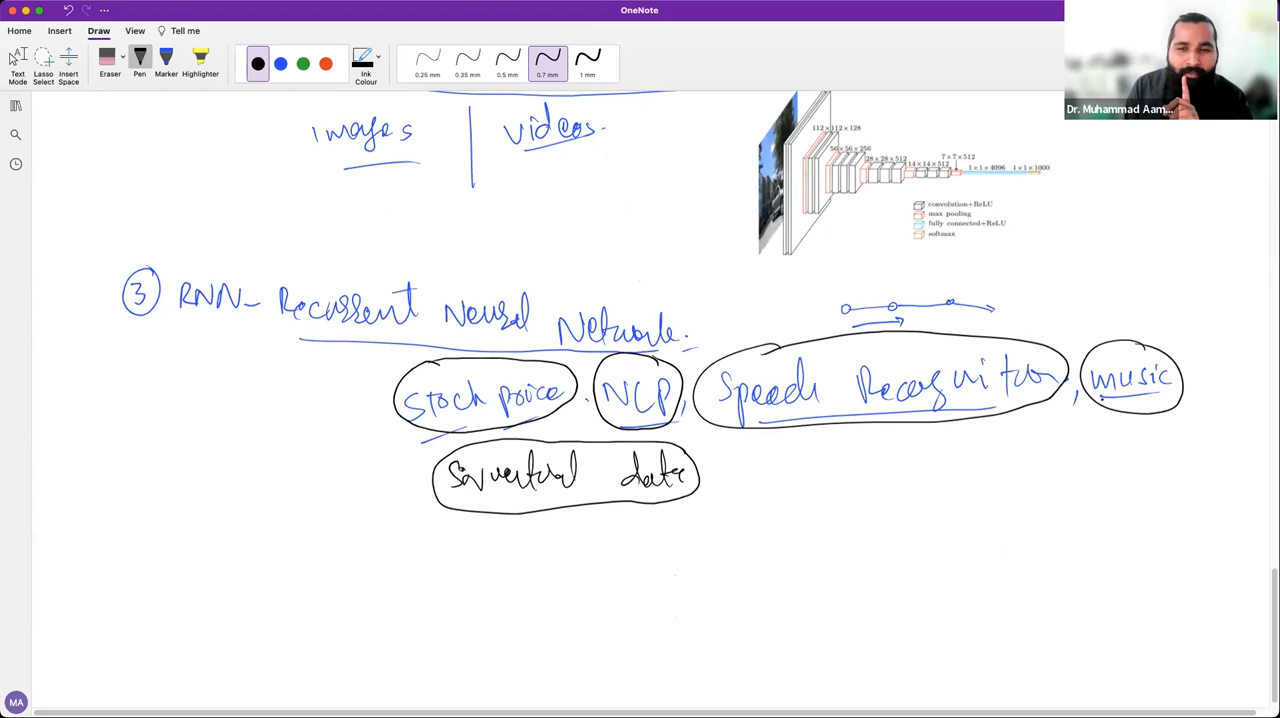 OneNote
Home Insert Draw View Tell me
Text Mode Lasso Select Insert Space Eraser Pen Marker Highlighter Ink Colour 0.25 mm 0.35 mm 0.5 mm 0.7 mm 1 mm
Dr. Muhammad Aam...
images videos.
112×112×128
56×56×256
28×28×512
14×14×512
7×7×512
1×1×4096 1×1×1000
convolution+ReLU
max pooling
fully connected+ReLU
softmax
3 RNN- Recurrent Neural Network.
Stock price, NLP, Speech Recognition, music
Sequential data
MA